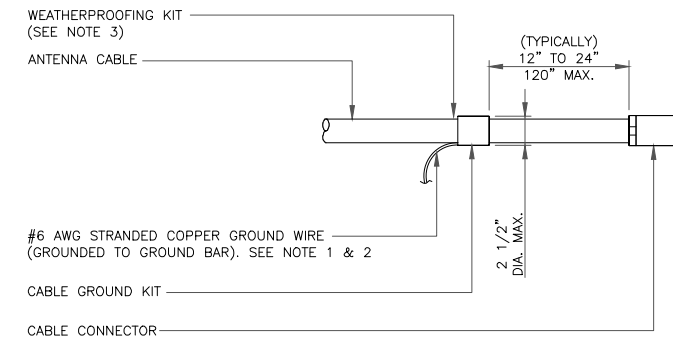 WEATHERPROOFING KIT
(SEE NOTE 3)
ANTENNA CABLE
(TYPICALLY)
12" TO 24"
120" MAX.
2 1/2"
DIA. MAX.
#6 AWG STRANDED COPPER GROUND WIRE
(GROUNDED TO GROUND BAR). SEE NOTE 1 & 2
CABLE GROUND KIT
CABLE CONNECTOR